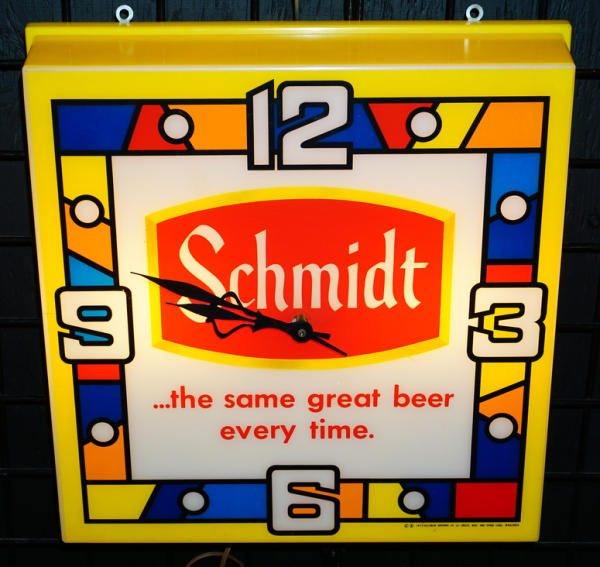 12
Schmidt
9
3
...the same great beer
every time.
6